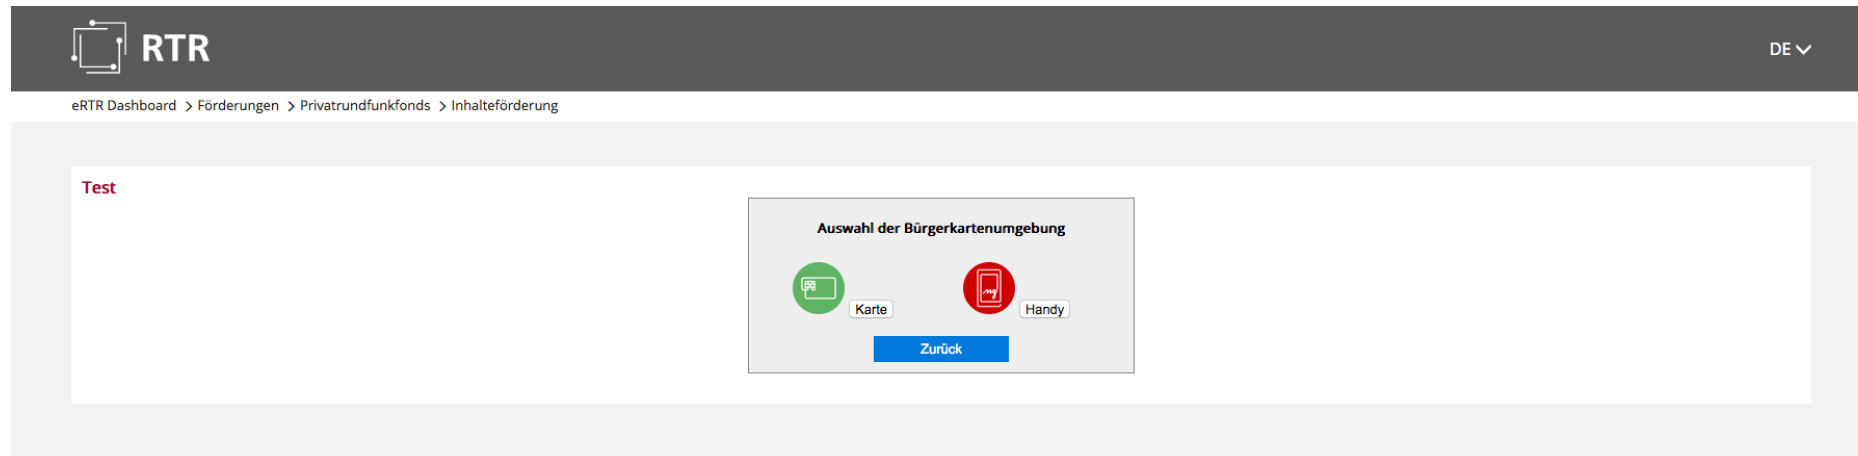 RTR
DE
eRTR Dashboard > Förderungen > Privatrundfunkfonds > Inhalteförderung
Test
Auswahl der Bürgerkartenumgebung
Karte
Handy
Zurück